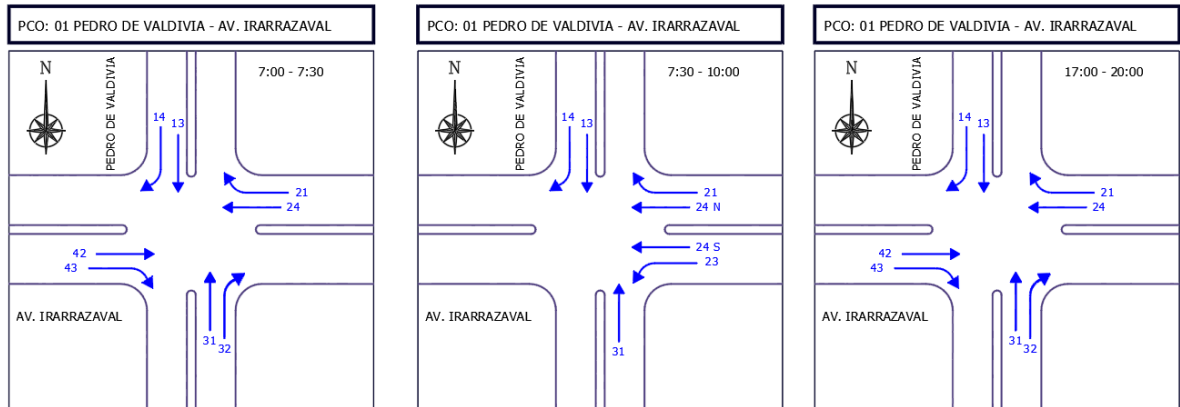 PCO: 01 PEDRO DE VALDIVIA - AV. IRARRAZAVAL
N
PEDRO DE VALDIVIA
7:00 - 7:30
14
13
21
24
42
43
AV. IRARRAZAVAL
31
32
PCO: 01 PEDRO DE VALDIVIA - AV. IRARRAZAVAL
N
PEDRO DE VALDIVIA
7:30 - 10:00
14
13
21
24 N
24 S
23
AV. IRARRAZAVAL
31
PCO: 01 PEDRO DE VALDIVIA - AV. IRARRAZAVAL
N
PEDRO DE VALDIVIA
17:00 - 20:00
14
13
21
24
42
43
AV. IRARRAZAVAL
31
32